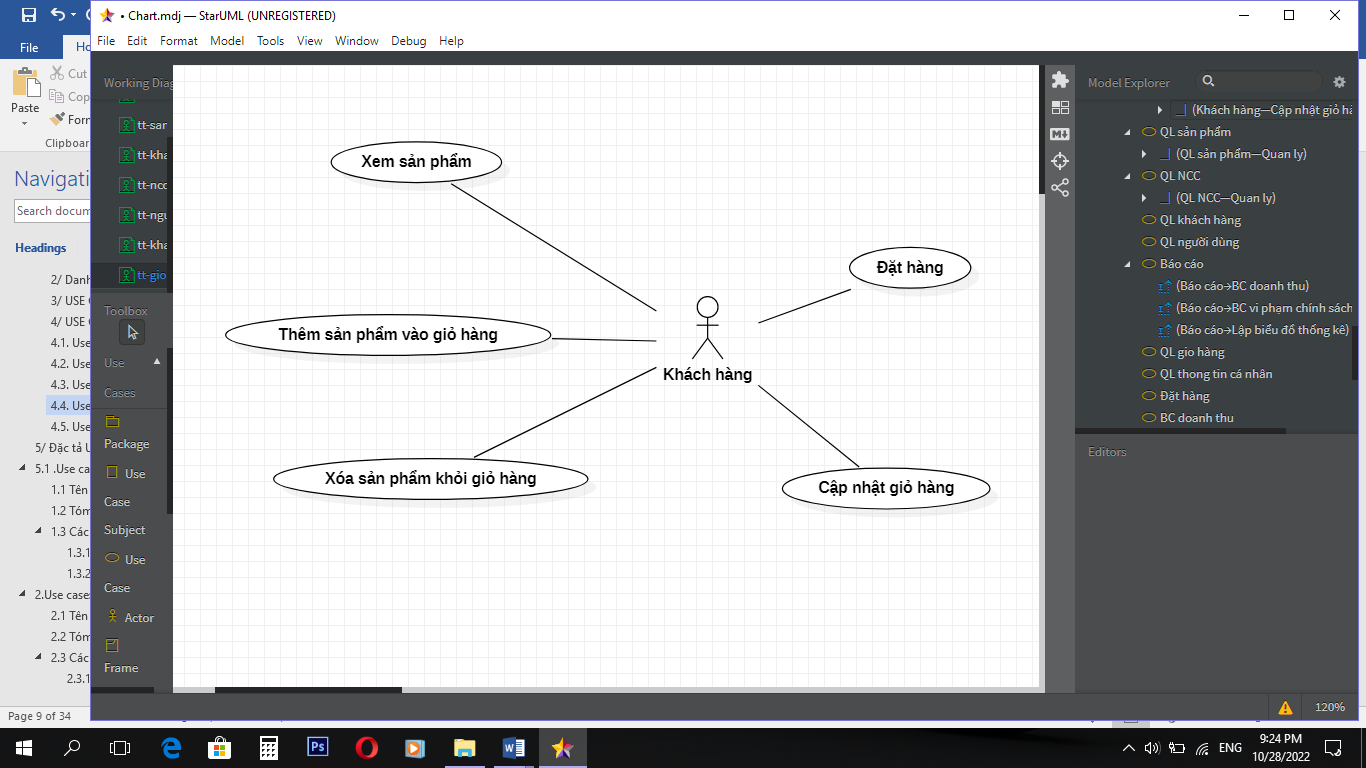 • Chart.mdj — StarUML (UNREGISTERED)
File Edit Format Model Tools View Window Debug Help
File
Cut
Paste
Clipboard
Working Dia
tt-san
tt-kha
tt-ncc
tt-ngu
tt-kha
tt-gio
Toolbox
Use
Cases
Package
Use
Case
Subject
Use
Case
Actor
Frame
Navigati
Search docum
Headings
2/ Danh
3/ USE
4/ USE
4.1. Use
4.2. Use
4.3. Use
4.4. Use
4.5. Use
5/ Đặc tả U
5.1 .Use ca
1.1 Tên
1.2 Tóm
1.3 Các
1.3.1
1.3.2
2.Use case
2.1 Tên
2.2 Tóm
2.3 Các
2.3.1
Page 9 of 34
Xem sản phẩm
Đặt hàng
Thêm sản phẩm vào giỏ hàng
Khách hàng
Xóa sản phẩm khỏi giỏ hàng
Cập nhật giỏ hàng
Model Explorer
(Khách hàng—Cập nhật giỏ hà
QL sản phẩm
(QL sản phẩm—Quan ly)
QL NCC
(QL NCC—Quan ly)
QL khách hàng
QL người dùng
Báo cáo
(Báo cáo→BC doanh thu)
(Báo cáo→BC vi phạm chính sách
(Báo cáo→Lập biểu đồ thống kê)
QL gio hàng
QL thong tin cá nhân
Đặt hàng
BC doanh thu
Editors
120%
ENG
9:24 PM
10/28/2022